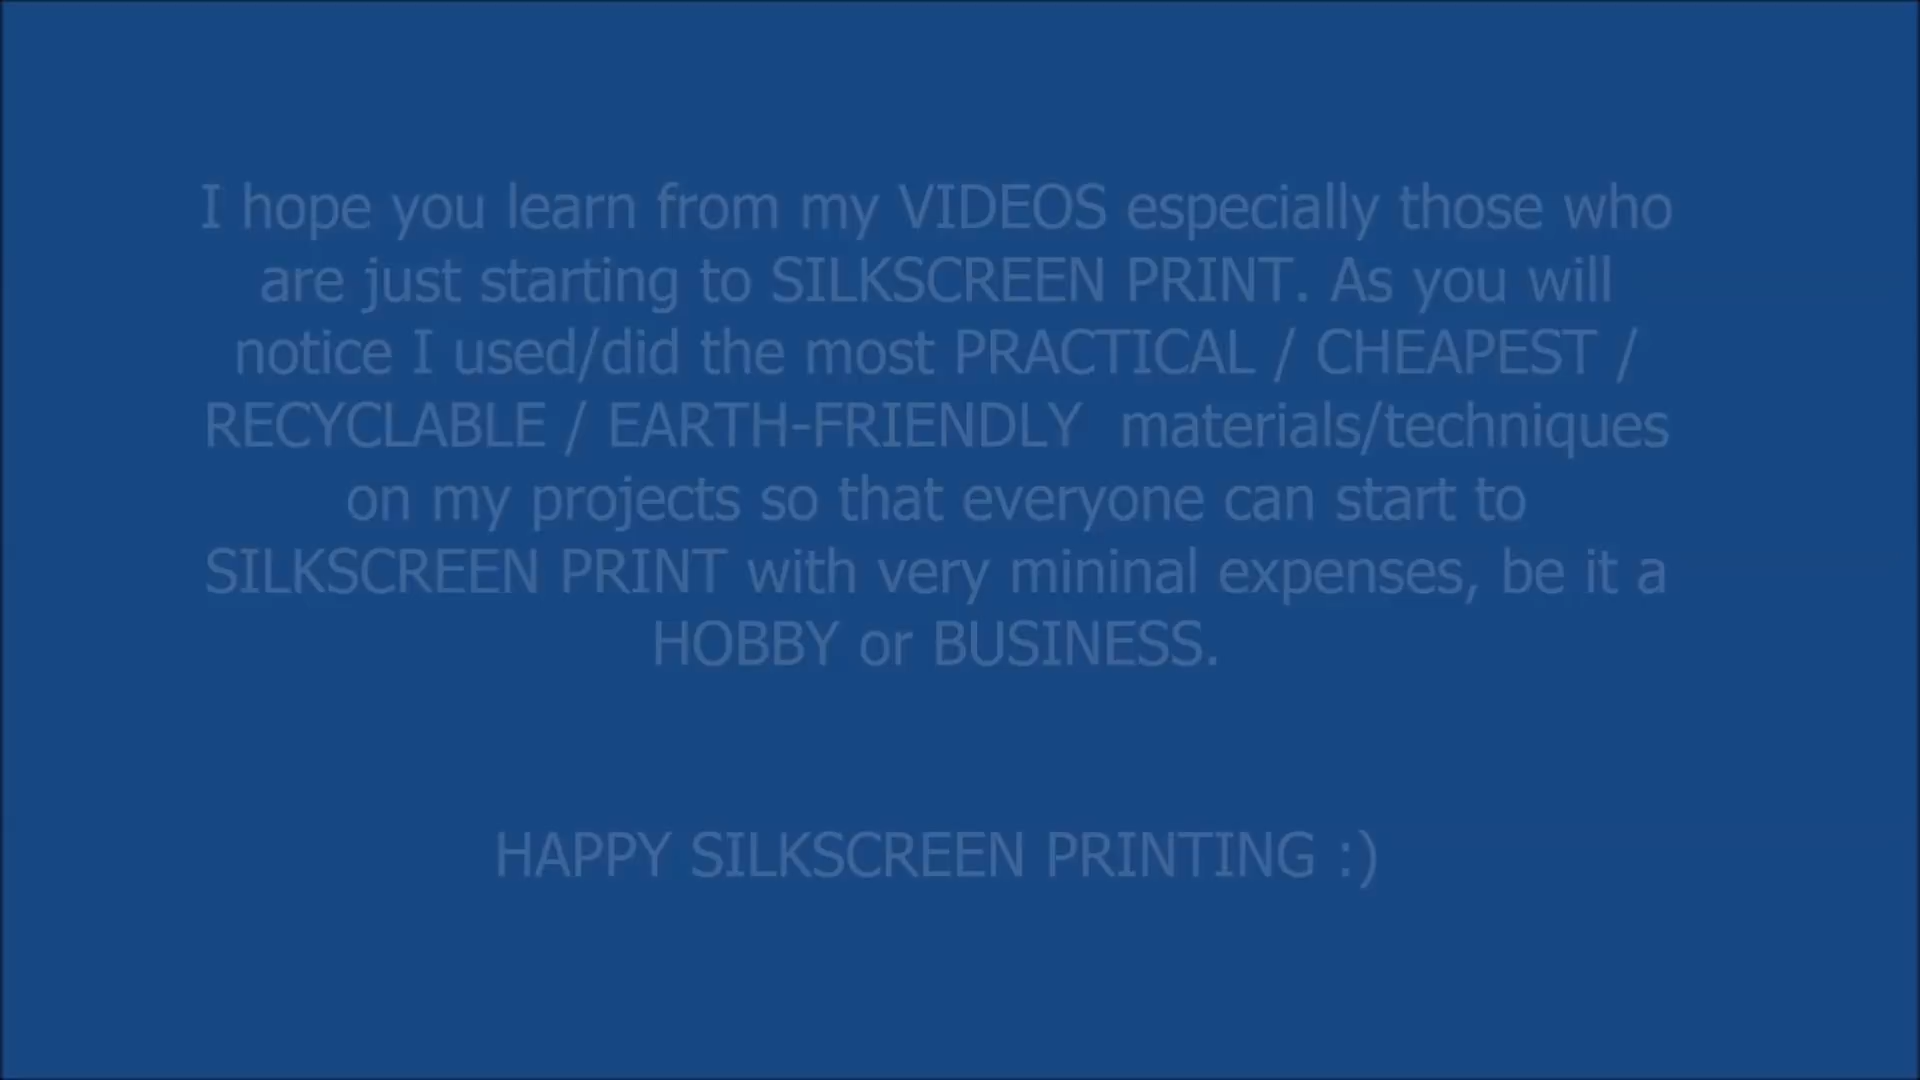 I hope you learn from my VIDEOS especially those who
are just starting to SILKSCREEN PRINT. As you will
notice I used/did the most PRACTICAL / CHEAPEST /
RECYCLABLE / EARTH-FRIENDLY  materials/techniques
on my projects so that everyone can start to
SILKSCREEN PRINT with very mininal expenses, be it a
HOBBY or BUSINESS.
HAPPY SILKSCREEN PRINTING :)